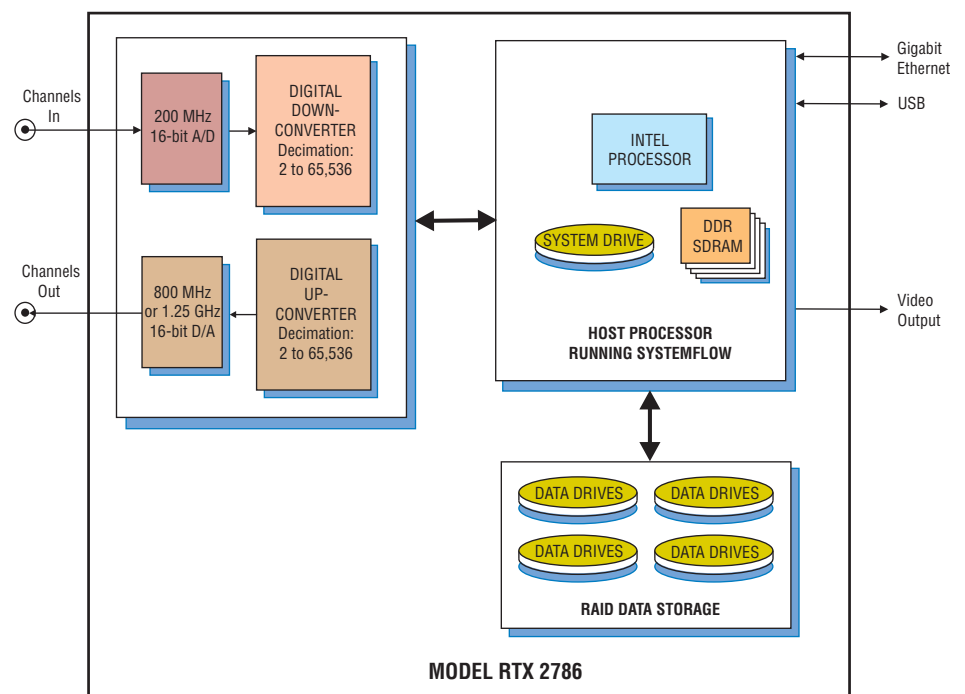 Channels
In
200 MHz
16-bit A/D
DIGITAL
DOWN-
CONVERTER
Decimation:
2 to 65,536
Channels
Out
800 MHz
or 1.25 GHz
16-bit D/A
DIGITAL
UP-
CONVERTER
Decimation:
2 to 65,536
INTEL
PROCESSOR
SYSTEM DRIVE
DDR
SDRAM
HOST PROCESSOR
RUNNING SYSTEMFLOW
Gigabit
Ethernet
USB
Video
Output
DATA DRIVES
DATA DRIVES
DATA DRIVES
DATA DRIVES
RAID DATA STORAGE
MODEL RTX 2786